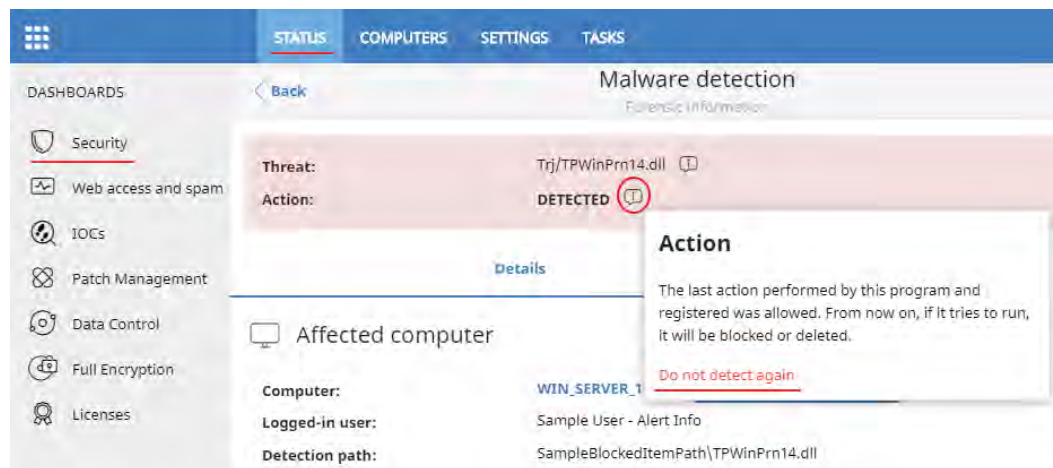 STATUS COMPUTERS SETTINGS TASKS
DASHBOARDS
Security
Web access and spam
IOCs
Patch Management
Data Control
Full Encryption
Licenses
Back
Malware detection
Forensic information
Threat: Trj/TPWinPrn14.dll
Action: DETECTED
Details
Action
The last action performed by this program and
registered was allowed. From now on, if it tries to run,
it will be blocked or deleted.
Do not detect again
Affected computer
Computer: WIN_SERVER_1
Logged-in user: Sample User - Alert Info
Detection path: SampleBlockedItemPath\TPWinPrn14.dll